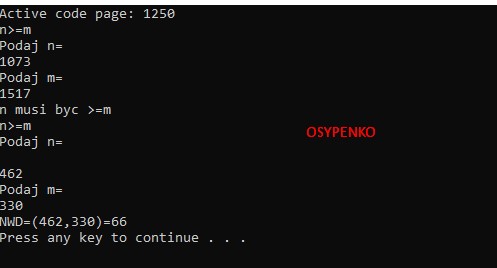 Active code page: 1250
n>=m
Podaj n=
1073
Podaj m=
1517
n musi byc >=m
n>=m
Podaj n=
OSYPENKO
462
Podaj m=
330
NWD=(462,330)=66
Press any key to continue . . .